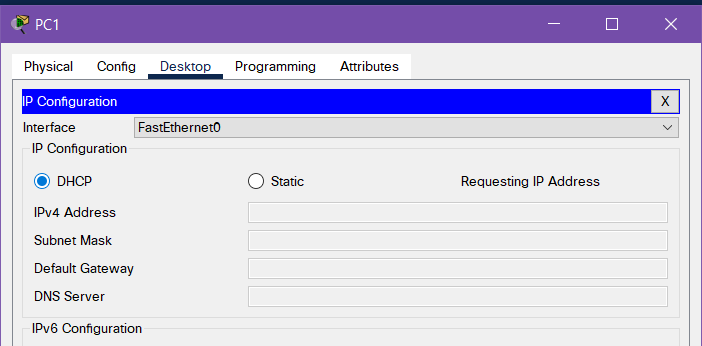 PC1
Physical Config Desktop Programming Attributes
IP Configuration X
Interface FastEthernet0
IP Configuration
DHCP Static Requesting IP Address
IPv4 Address
Subnet Mask
Default Gateway
DNS Server
IPv6 Configuration